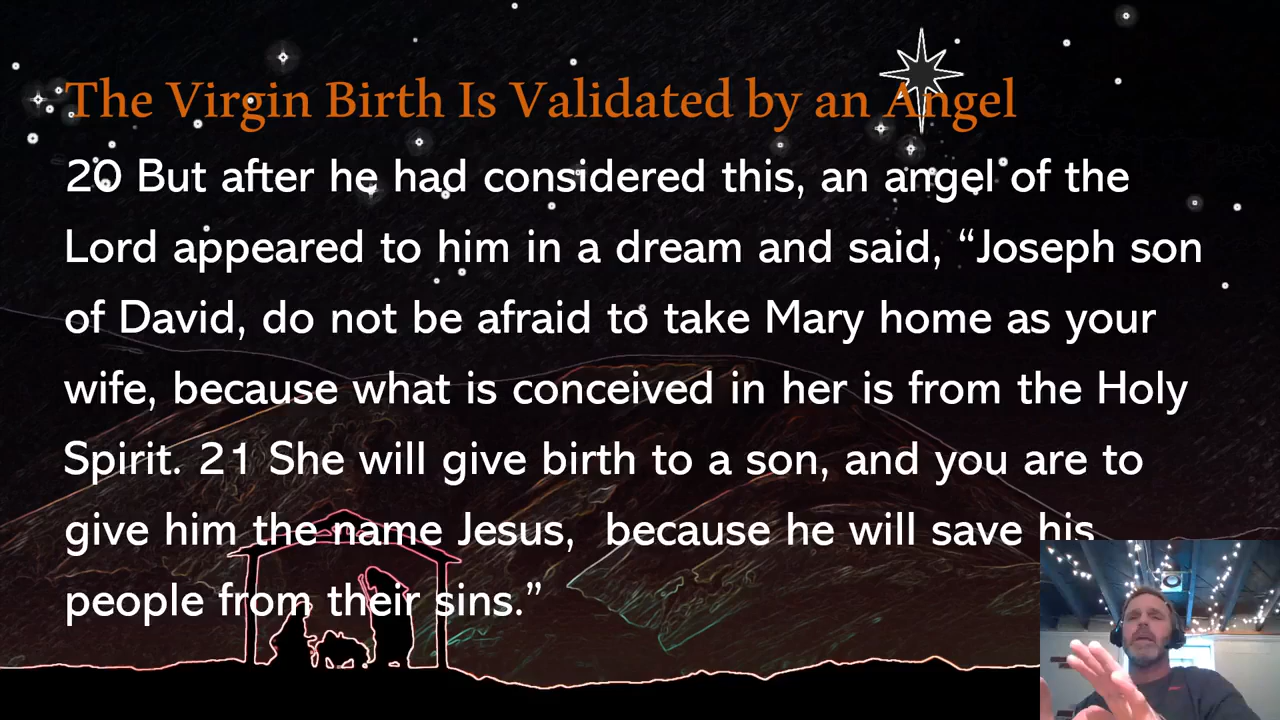 The Virgin Birth Is Validated by an Angel
20 But after he had considered this, an angel of the
Lord appeared to him in a dream and said, “Joseph son
of David, do not be afraid to take Mary home as your
wife, because what is conceived in her is from the Holy
Spirit. 21 She will give birth to a son, and you are to
give him the name Jesus,  because he will save his
people from their sins.”